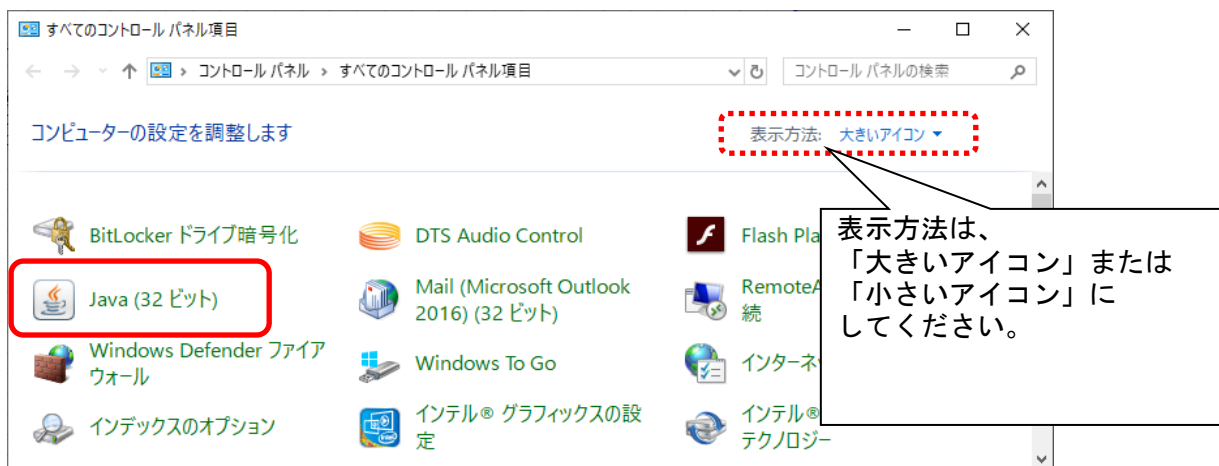 すべてのコントロール パネル項目
コントロール パネル › すべてのコントロール パネル項目
コントロール パネルの検索
コンピューターの設定を調整します
表示方法: 大きいアイコン
BitLocker ドライブ暗号化
DTS Audio Control
Flash Pla
Java (32 ビット)
Mail (Microsoft Outlook
2016) (32 ビット)
RemoteA
続
Windows Defender ファイア
ウォール
Windows To Go
インターネ
インデックスのオプション
インテル® グラフィックスの設
定
インテル®
テクノロジー
表示方法は、
「大きいアイコン」または
「小さいアイコン」に
してください。